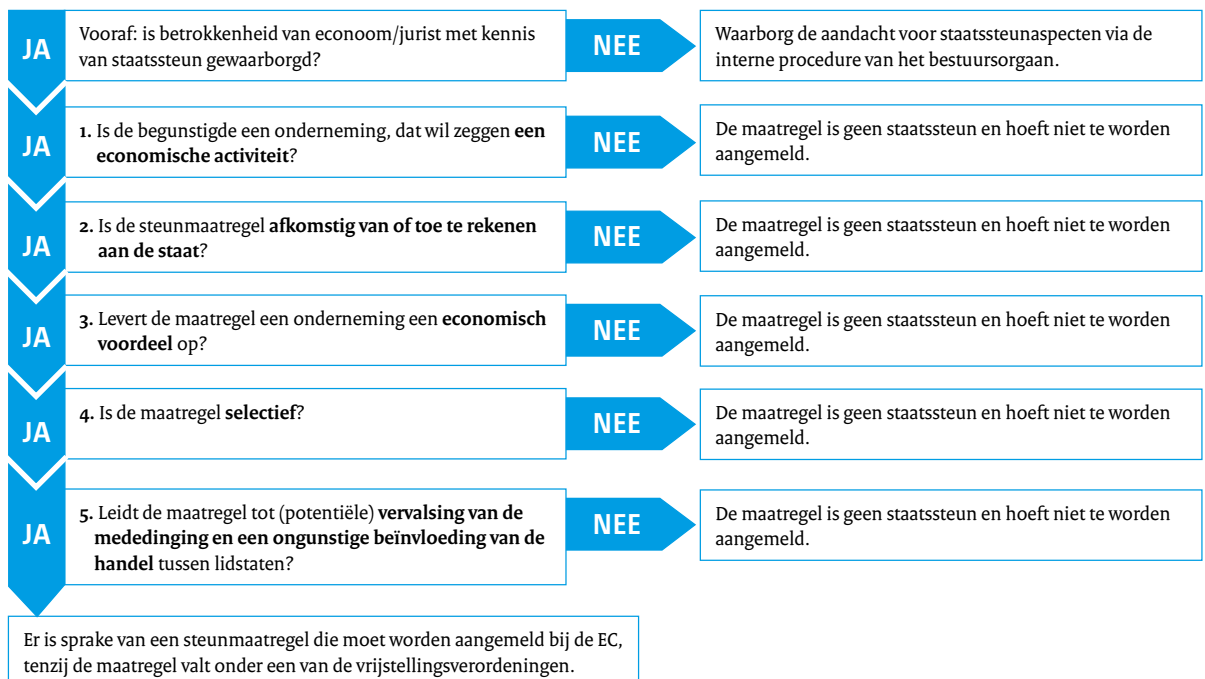 JA
Vooraf: is betrokkenheid van econoom/jurist met kennis
van staatssteun gewaarborgd?
NEE
Waarborg de aandacht voor staatssteunaspecten via de
interne procedure van het bestuursorgaan.
JA
1. Is de begunstigde een onderneming, dat wil zeggen een
economische activiteit?
NEE
De maatregel is geen staatssteun en hoeft niet te worden
aangemeld.
JA
2. Is de steunmaatregel afkomstig van of toe te rekenen
aan de staat?
NEE
De maatregel is geen staatssteun en hoeft niet te worden
aangemeld.
JA
3. Levert de maatregel een onderneming een economisch
voordeel op?
NEE
De maatregel is geen staatssteun en hoeft niet te worden
aangemeld.
JA
4. Is de maatregel selectief?
NEE
De maatregel is geen staatssteun en hoeft niet te worden
aangemeld.
JA
5. Leidt de maatregel tot (potentiële) vervalsing van de
mededinging en een ongunstige beïnvloeding van de
handel tussen lidstaten?
NEE
De maatregel is geen staatssteun en hoeft niet te worden
aangemeld.
Er is sprake van een steunmaatregel die moet worden aangemeld bij de EC,
tenzij de maatregel valt onder een van de vrijstellingsverordeningen.